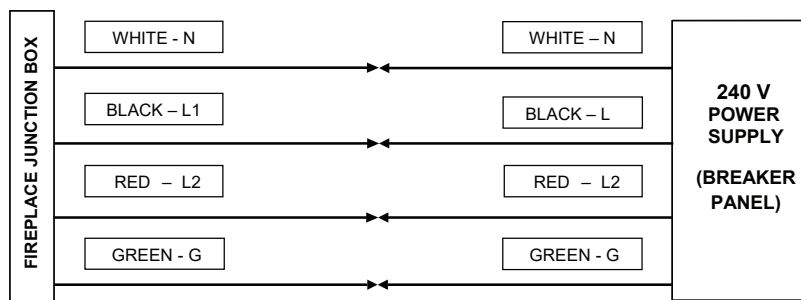 FIREPLACE JUNCTION BOX
WHITE - N
WHITE – N
BLACK – L1
BLACK – L
RED – L2
RED – L2
GREEN - G
GREEN - G
240 V
POWER
SUPPLY
(BREAKER
PANEL)